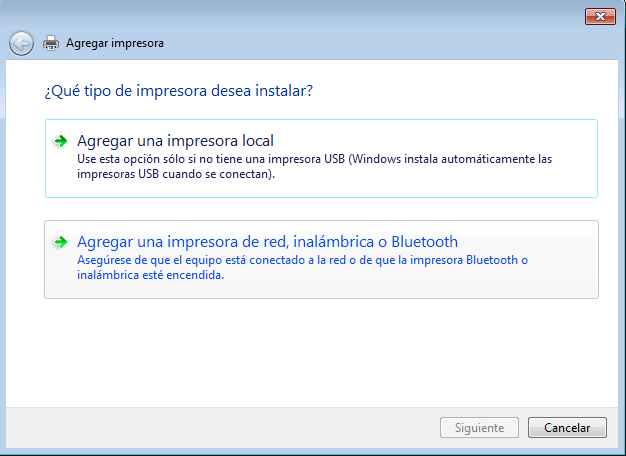 Agregar impresora
¿Qué tipo de impresora desea instalar?
Agregar una impresora local
Use esta opción sólo si no tiene una impresora USB (Windows instala automáticamente las
impresoras USB cuando se conectan).
Agregar una impresora de red, inalámbrica o Bluetooth
Asegúrese de que el equipo está conectado a la red o de que la impresora Bluetooth o
inalámbrica esté encendida.
Siguiente
Cancelar